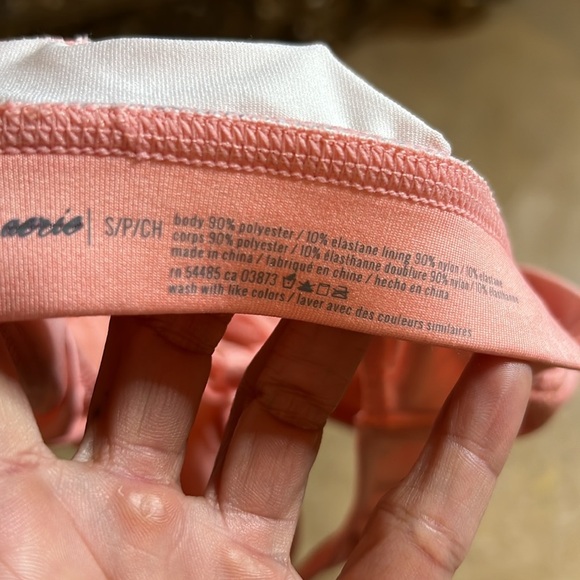 aerie | S/P/CH
body 90% polyester / 10% elastane lining 90% nylon / 10% elastane
corps 90% polyester / 10% élasthanne doublure 90% nylon / 10% élasthanne
made in china / fabriqué en china / hecho en china
rn 54485 ca 03873
wash with like colors / laver avec des couleurs similaires